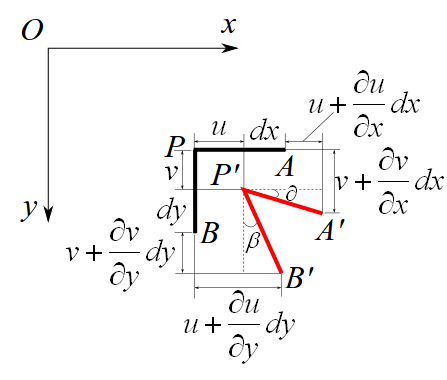 O x
u + ∂u/∂x dx
u dx
P A
v P' ∂ v + ∂v/∂x dx
y dy B β A'
v + ∂v/∂y dy
B'
u + ∂u/∂y dy